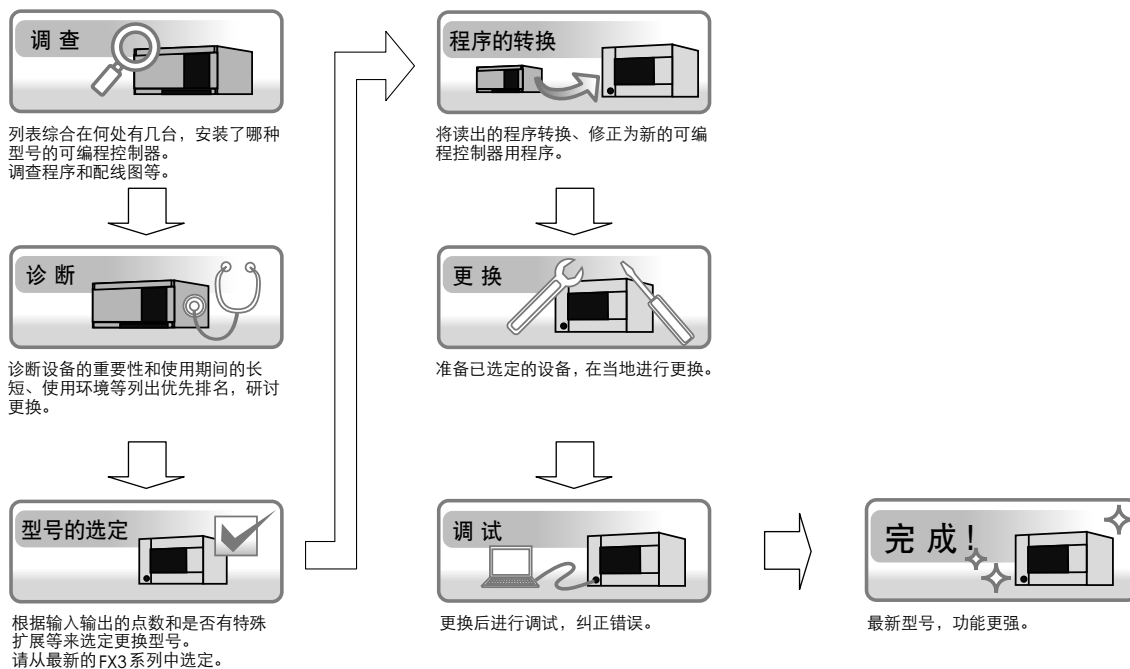 调查
列表综合在何处有几台，安装了哪种
型号的可编程控制器。
调查程序和配线图等。
诊断
诊断设备的重要性和使用期间的长
短、使用环境等列出优先排名，研讨
更换。
型号的选定
根据输入输出的点数和是否有特殊
扩展等来选定更换型号。
请从最新的FX3系列中选定。
程序的转换
将读出的程序转换、修正为新的可编
程控制器用程序。
更换
准备已选定的设备，在当地进行更换。
调试
更换后进行调试，纠正错误。
完成！
最新型号，功能更强。